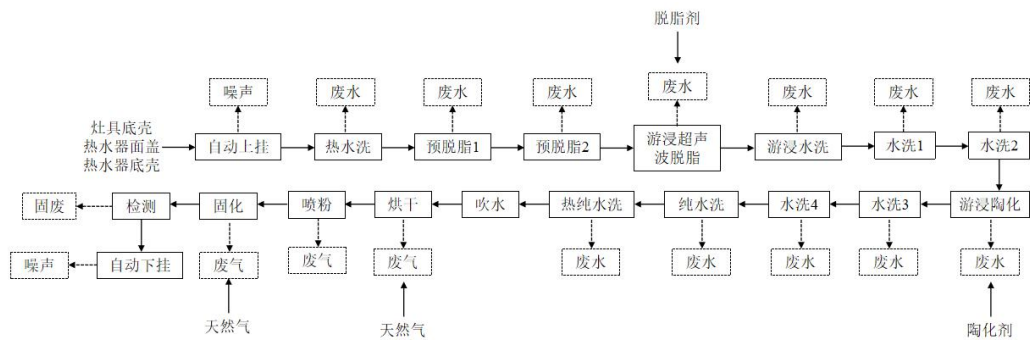 脱脂剂
噪声
废水
废水
废水
废水
废水
废水
废水
灶具底壳
热水器面盖
热水器底壳
自动上挂
热水洗
预脱脂1
预脱脂2
游浸超声
波脱脂
游浸水洗
水洗1
水洗2
固废
检测
固化
喷粉
烘干
吹水
热纯水洗
纯水洗
水洗4
水洗3
游浸陶化
噪声
自动下挂
废气
废气
废气
废水
废水
废水
废水
废水
天然气
天然气
陶化剂